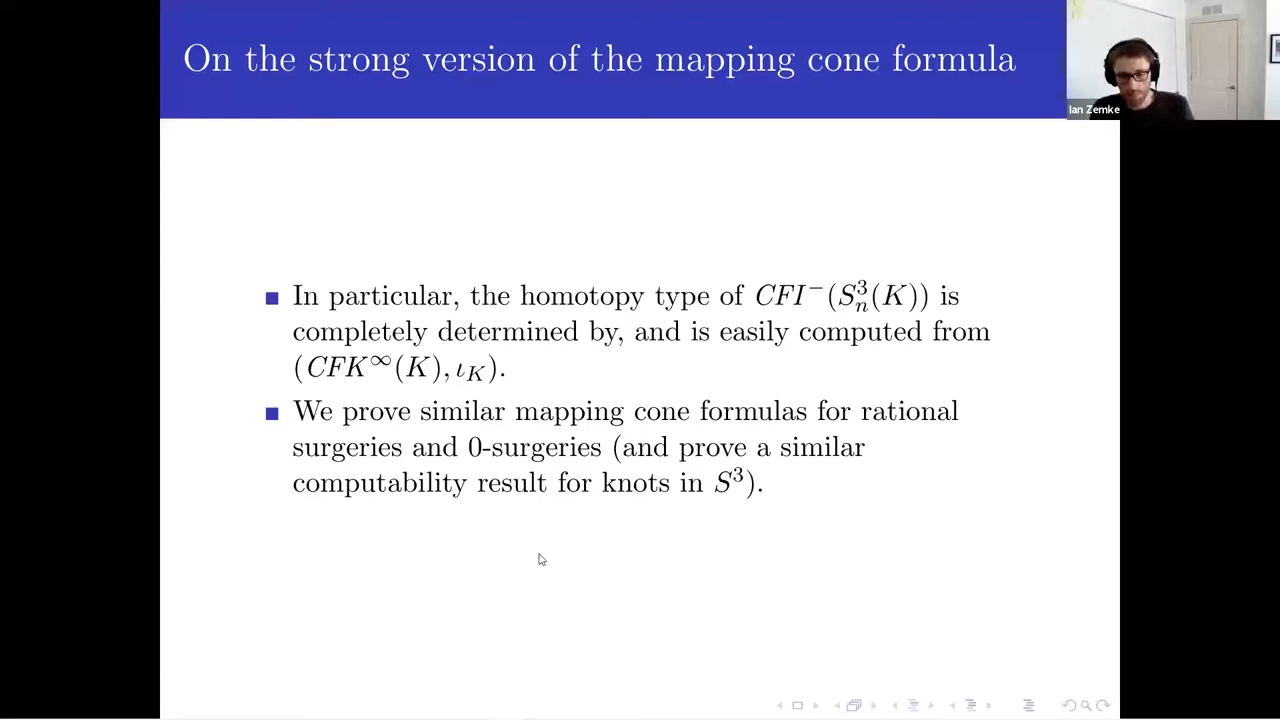 On the strong version of the mapping cone formula
Ian Zemke
In particular, the homotopy type of CFI⁻(S³ₙ(K)) is
completely determined by, and is easily computed from
(CFK^∞(K), ι_K).
We prove similar mapping cone formulas for rational
surgeries and 0-surgeries (and prove a similar
computability result for knots in S³).